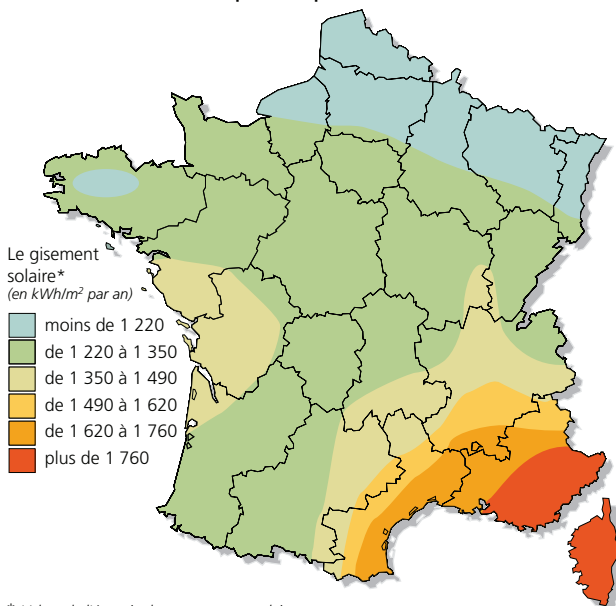 Le gisement
solaire*
(en kWh/m² par an)
moins de 1 220
de 1 220 à 1 350
de 1 350 à 1 490
de 1 490 à 1 620
de 1 620 à 1 760
plus de 1 760